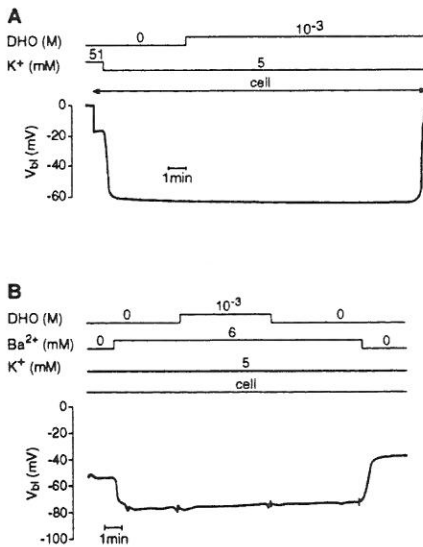 A
DHO (M) 0 10⁻³
K⁺ (mM) 51 5
cell
0
-20
-40
-60
V_bl (mV)
1min
B
DHO (M) 0 10⁻³ 0
Ba²⁺ (mM) 0 6 0
K⁺ (mM) 5
cell
0
-20
-40
-60
-80
-100
V_bl (mV)
1min